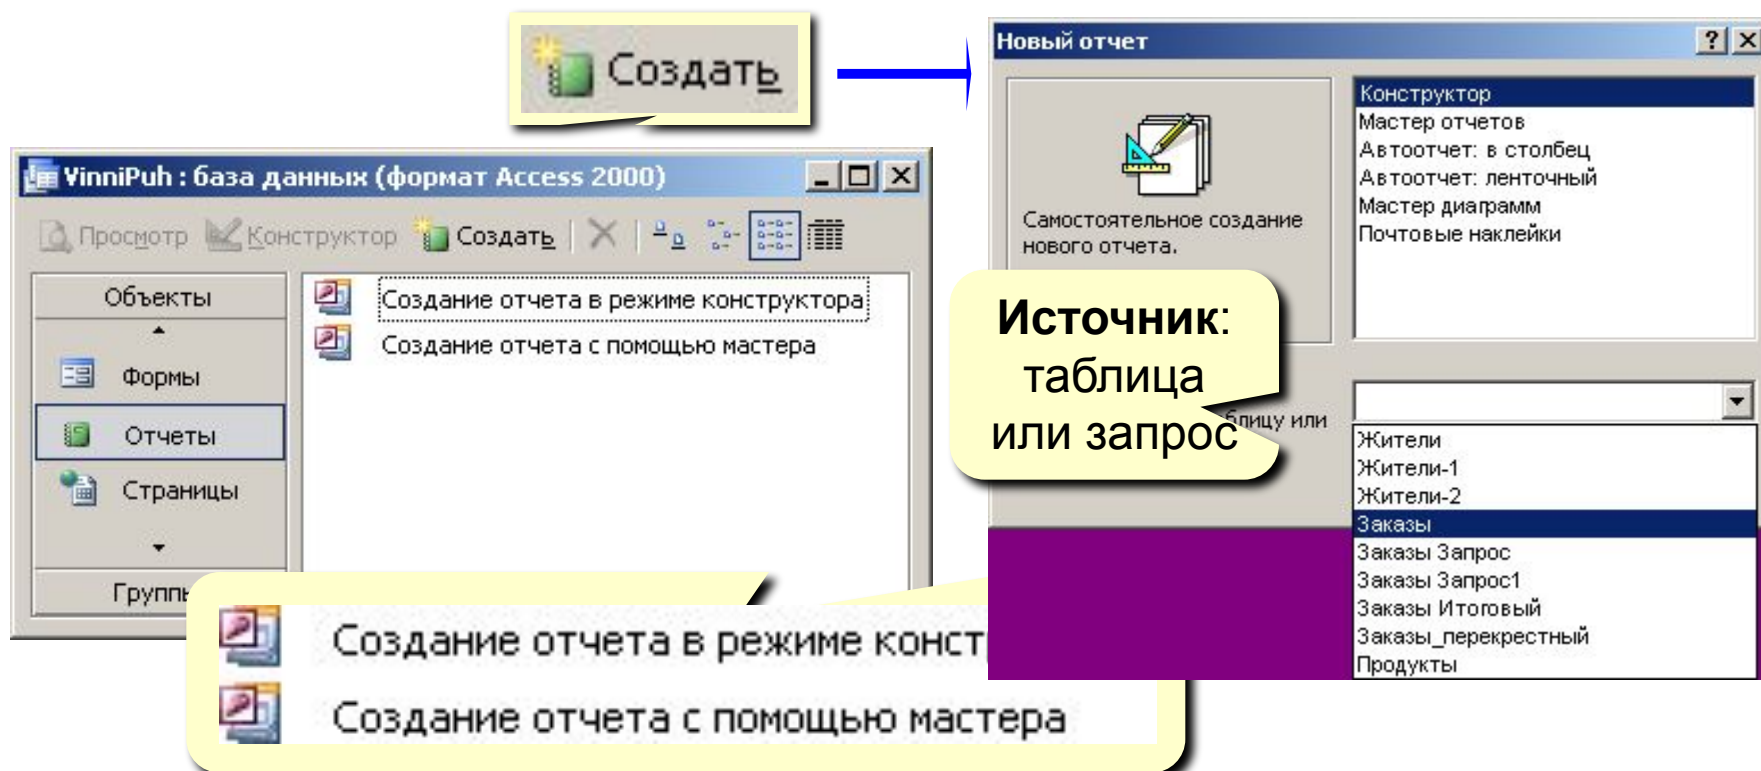 Создать
VinniPuh : база данных (формат Access 2000)
Просмотр Конструктор Создать
Объекты
Формы
Отчеты
Страницы
Группы
Создание отчета в режиме конструктора
Создание отчета с помощью мастера
Создание отчета в режиме конст
Создание отчета с помощью мастера
Новый отчет
Самостоятельное создание
нового отчета.
Конструктор
Мастер отчетов
Автоотчет: в столбец
Автоотчет: ленточный
Мастер диаграмм
Почтовые наклейки
Источник:
таблица
или запрос
блицу или
Жители
Жители-1
Жители-2
Заказы
Заказы Запрос
Заказы Запрос1
Заказы Итоговый
Заказы_перекрестный
Продукты